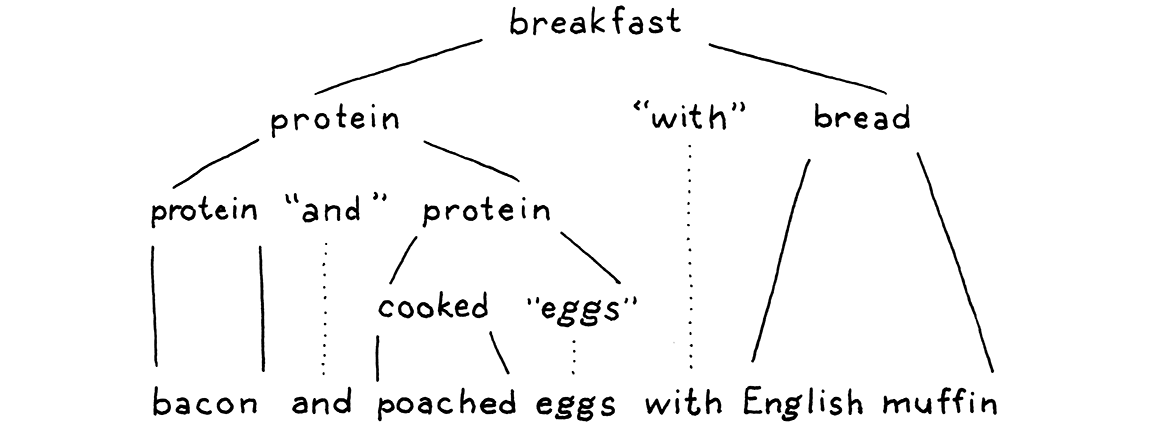 breakfast
protein “with” bread
protein “and” protein
cooked “eggs”
bacon and poached eggs with English muffin